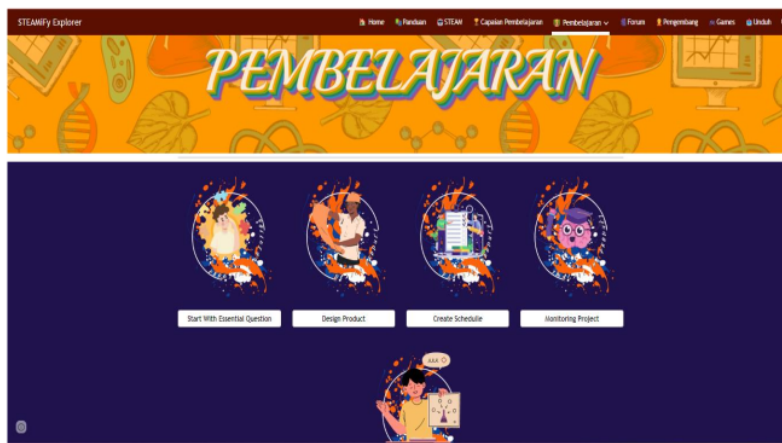 STEAMiFy Explorer
Home Panduan STEAM Capaian Pembelajaran Pembelajaran Forum Pengembang Games Unduh
PEMBELAJARAN
Start With Essential Question
Design Product
Create Schedulle
Monitoring Project
AAA